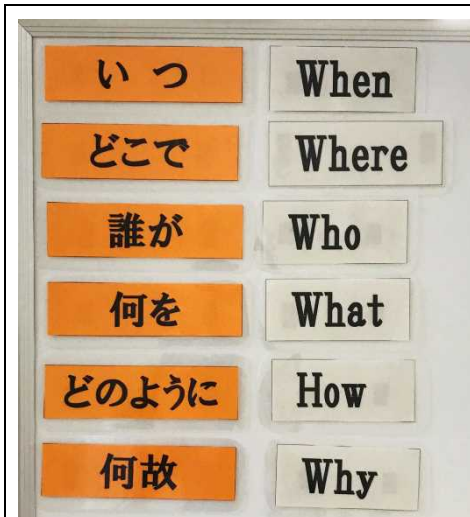 い つ When
どこで Where
誰が Who
何を What
どのように How
何故 Why